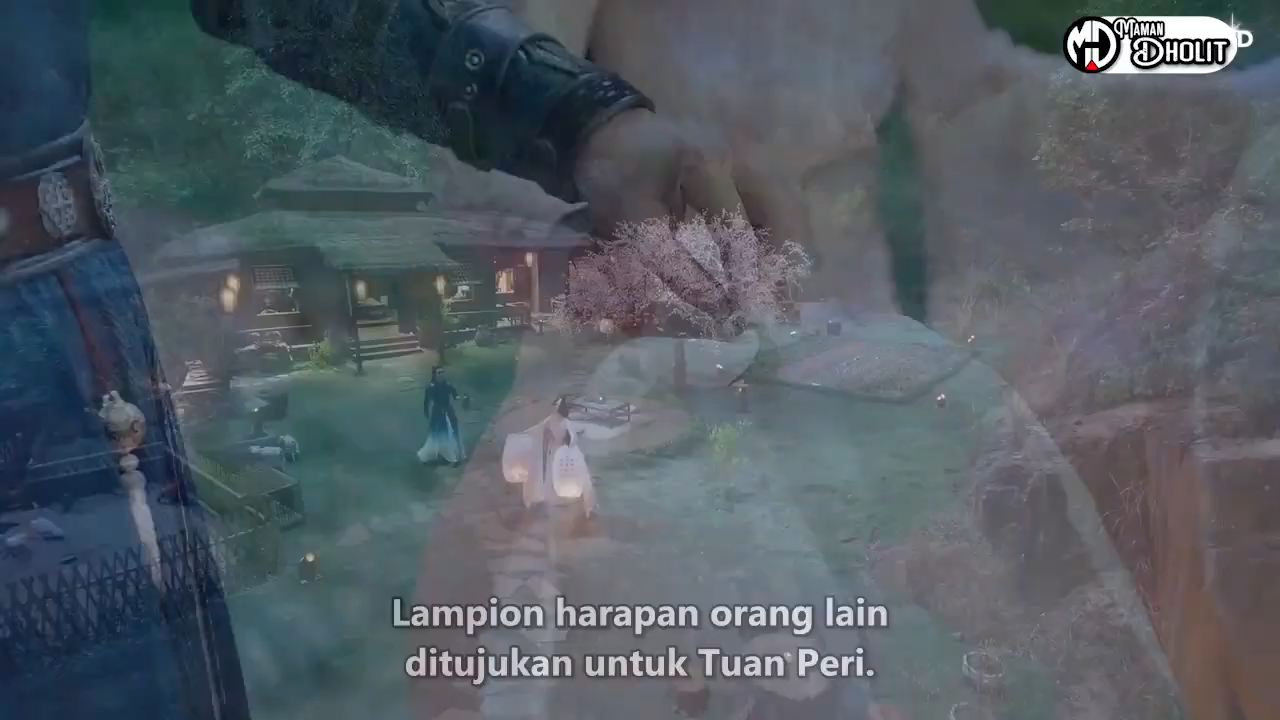 MAMAN
DHOLIT
D
Lampion harapan orang lain
ditujukan untuk Tuan Peri.